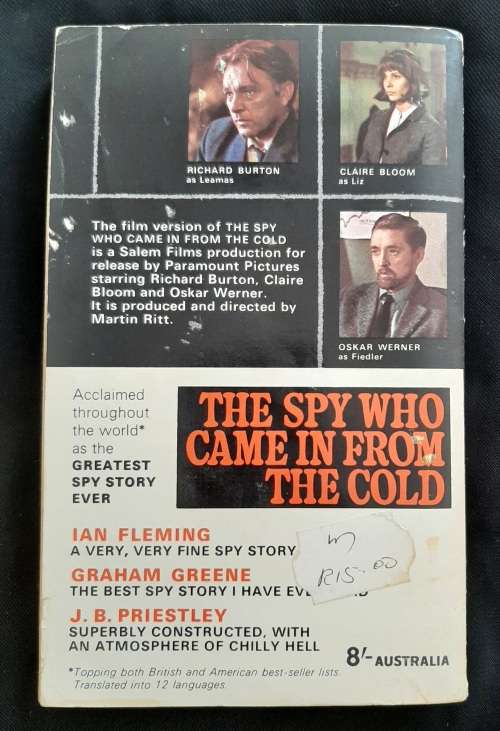 RICHARD BURTON
as Leamas
CLAIRE BLOOM
as Liz
The film version of THE SPY
WHO CAME IN FROM THE COLD
is a Salem Films production for
release by Paramount Pictures
starring Richard Burton, Claire
Bloom and Oskar Werner.
It is produced and directed by
Martin Ritt.
OSKAR WERNER
as Fiedler
Acclaimed
throughout
the world*
as the
GREATEST
SPY STORY
EVER
THE SPY WHO
CAME IN FROM
THE COLD
IAN FLEMING
A VERY, VERY FINE SPY STORY
R15.00
GRAHAM GREENE
THE BEST SPY STORY I HAVE
J. B. PRIESTLEY
SUPERBLY CONSTRUCTED, WITH
AN ATMOSPHERE OF CHILLY HELL
8/- AUSTRALIA
*Topping both British and American best-seller lists.
Translated into 12 languages.